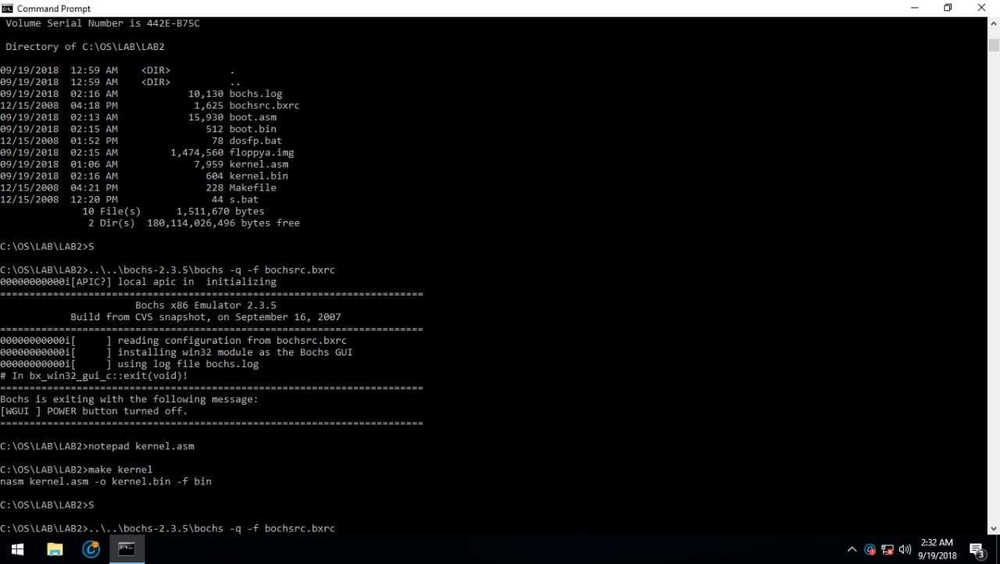 Command Prompt
Volume Serial Number is 442E-B75C
Directory of C:\OS\LAB\LAB2
09/19/2018  12:59 AM    <DIR>          .
09/19/2018  12:59 AM    <DIR>          ..
09/19/2018  02:16 AM            10,130 bochs.log
12/15/2008  04:18 PM             1,625 bochsrc.bxrc
09/19/2018  02:13 AM            15,930 boot.asm
09/19/2018  02:15 AM               512 boot.bin
12/15/2008  01:52 PM                78 dosfp.bat
09/19/2018  02:15 AM         1,474,560 floppya.img
09/19/2018  01:06 AM             7,959 kernel.asm
09/19/2018  02:16 AM               604 kernel.bin
12/15/2008  04:21 PM               228 Makefile
12/15/2008  12:20 PM                44 s.bat
10 File(s)      1,511,670 bytes
2 Dir(s)  180,114,026,496 bytes free
C:\OS\LAB\LAB2>S
C:\OS\LAB\LAB2>..\..\bochs-2.3.5\bochs -q -f bochsrc.bxrc
00000000000i[APIC?] local apic in  initializing
========================================================================
Bochs x86 Emulator 2.3.5
Build from CVS snapshot, on September 16, 2007
========================================================================
00000000000i[     ] reading configuration from bochsrc.bxrc
00000000000i[     ] installing win32 module as the Bochs GUI
00000000000i[     ] using log file bochs.log
# In bx_win32_gui_c::exit(void)!
========================================================================
Bochs is exiting with the following message:
[WGUI ] POWER button turned off.
========================================================================
C:\OS\LAB\LAB2>notepad kernel.asm
C:\OS\LAB\LAB2>make kernel
nasm kernel.asm -o kernel.bin -f bin
C:\OS\LAB\LAB2>S
C:\OS\LAB\LAB2>..\..\bochs-2.3.5\bochs -q -f bochsrc.bxrc
2:32 AM
9/19/2018
3